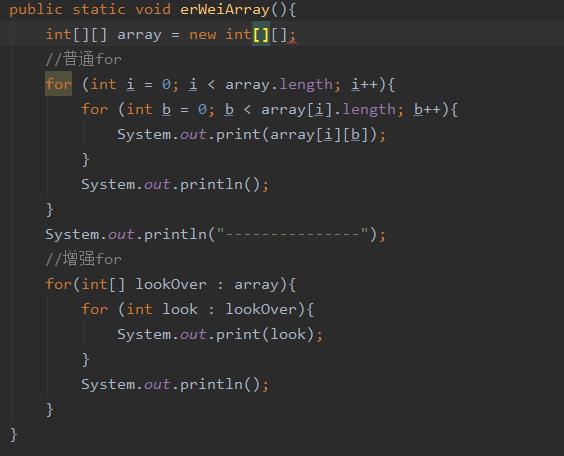 public static void erWeiArray(){
    int[][] array = new int[][];
    //普通for
    for (int i = 0; i < array.length; i++){
        for (int b = 0; b < array[i].length; b++){
            System.out.print(array[i][b]);
        }
        System.out.println();
    }
    System.out.println("---------------");
    //增强for
    for(int[] lookOver : array){
        for (int look : lookOver){
            System.out.print(look);
        }
        System.out.println();
    }
}